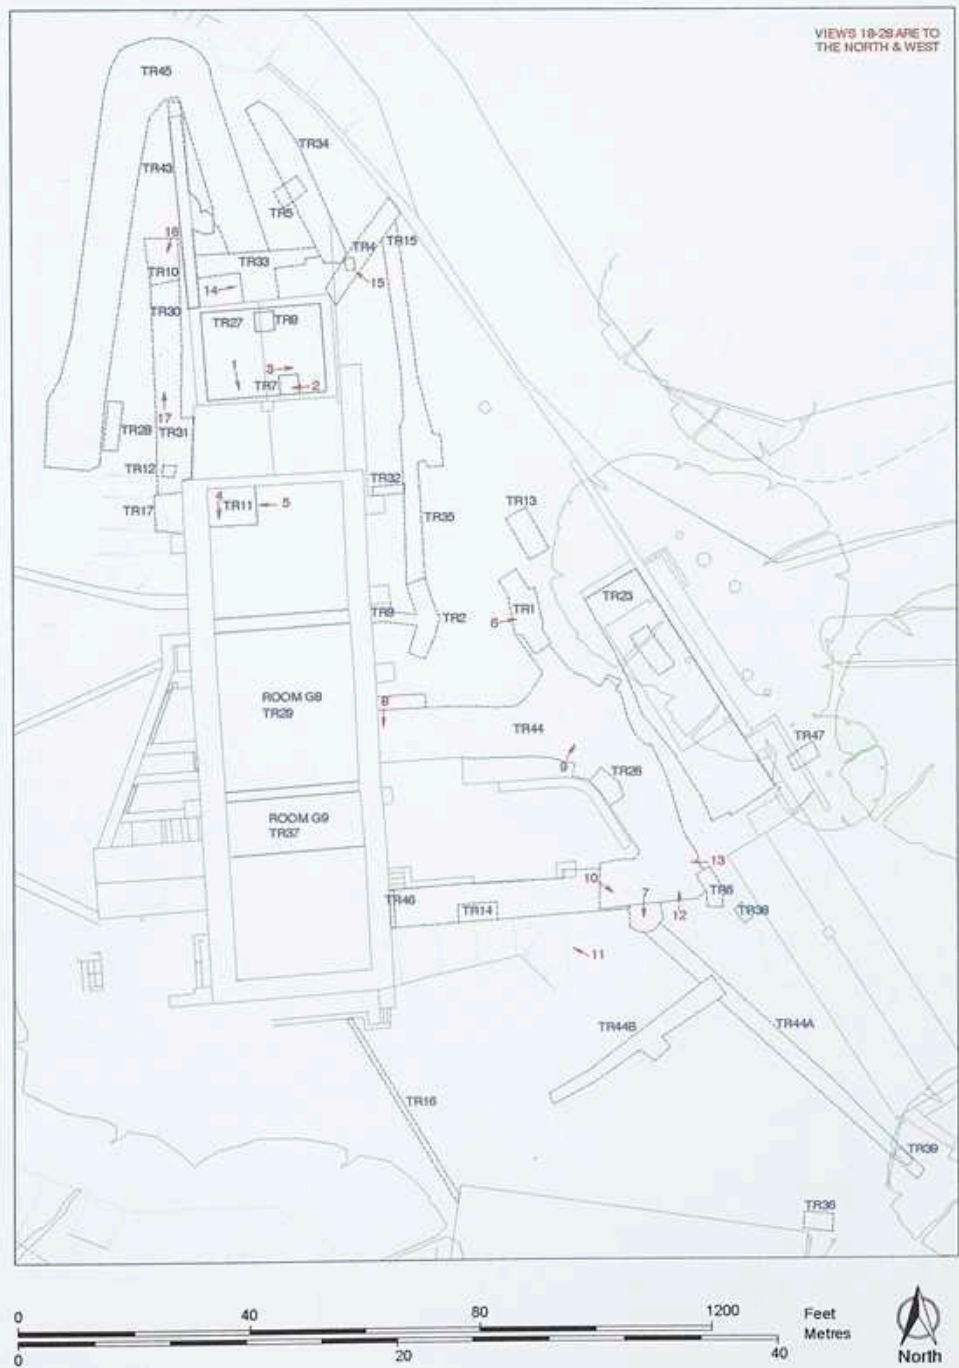 VIEWS 18-28 ARE TO
THE NORTH & WEST
TR45
TR34
TR43
TR5
16
TR4
TR15
TR33
TR10
15
14
TR30
TR27
TR8
1
3
TR7
2
17
TR28
TR31
TR12
TR32
4
TR17
TR11
5
TR13
TR35
TR25
TR9
TR2
TR1
6
ROOM G8
TR29
8
TR44
TR47
9
TR26
ROOM G9
TR37
13
10
7
TR6
TR46
TR14
12
TR38
11
TR44B
TR44A
TR16
TR39
TR36
0
40
80
1200
Feet
Metres
0
20
40
North